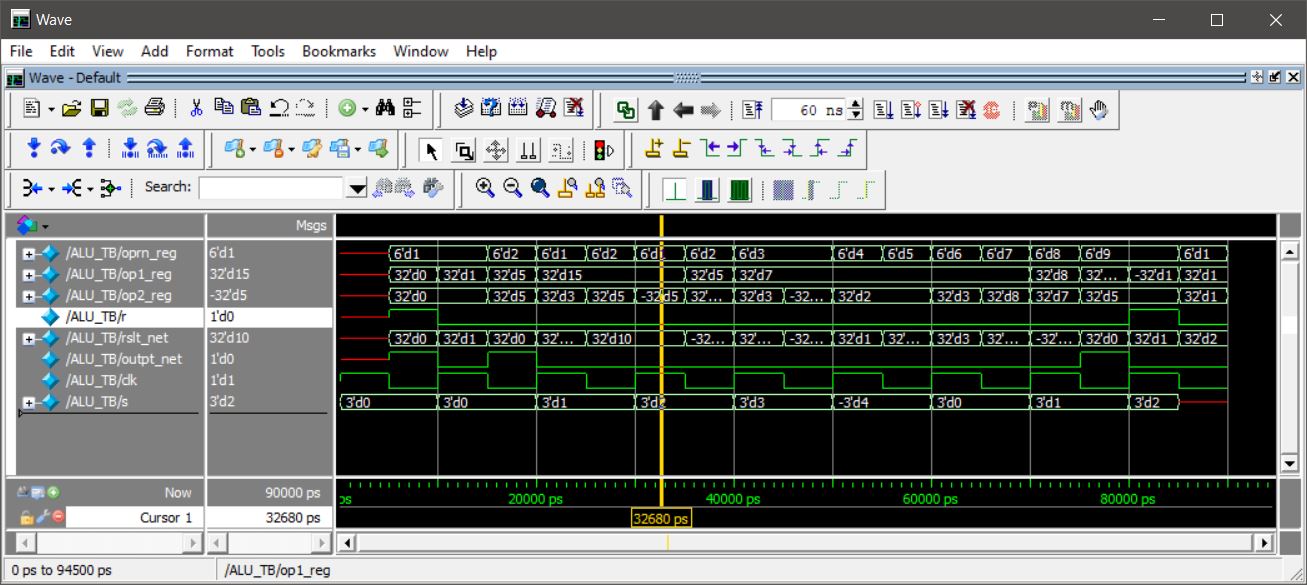 Wave
File Edit View Add Format Tools Bookmarks Window Help
Wave - Default
60 ns
Search:
Msgs
/ALU_TB/oprn_reg 6'd1 6'd1 6'd2 6'd1 6'd2 6'd1 6'd2 6'd3 6'd4 6'd5 6'd6 6'd7 6'd8 6'd9 6'd1
/ALU_TB/op1_reg 32'd15 32'd0 32'd1 32'd5 32'd15 32'd5 32'd7 32'd8 32'... -32'd1 32'd1
/ALU_TB/op2_reg -32'd5 32'd0 32'd5 32'd3 32'd5 -32'd5 32'... 32'd3 -32... 32'd2 32'd3 32'd8 32'd7 32'd5 32'd1
/ALU_TB/r 1'd0
/ALU_TB/rslt_net 32'd10 32'd0 32'd1 32'd0 32'... 32'd10 -32... 32'... -32... 32'd1 32'... 32'd3 32'... -32... 32'd0 32'd1 32'd2
/ALU_TB/outpt_net 1'd0
/ALU_TB/clk 1'd1
/ALU_TB/s 3'd2 3'd0 3'd0 3'd1 3'd2 3'd3 -3'd4 3'd0 3'd1 3'd2
Now 90000 ps ps 20000 ps 40000 ps 60000 ps 80000 ps
Cursor 1 32680 ps 32680 ps
0 ps to 94500 ps /ALU_TB/op1_reg